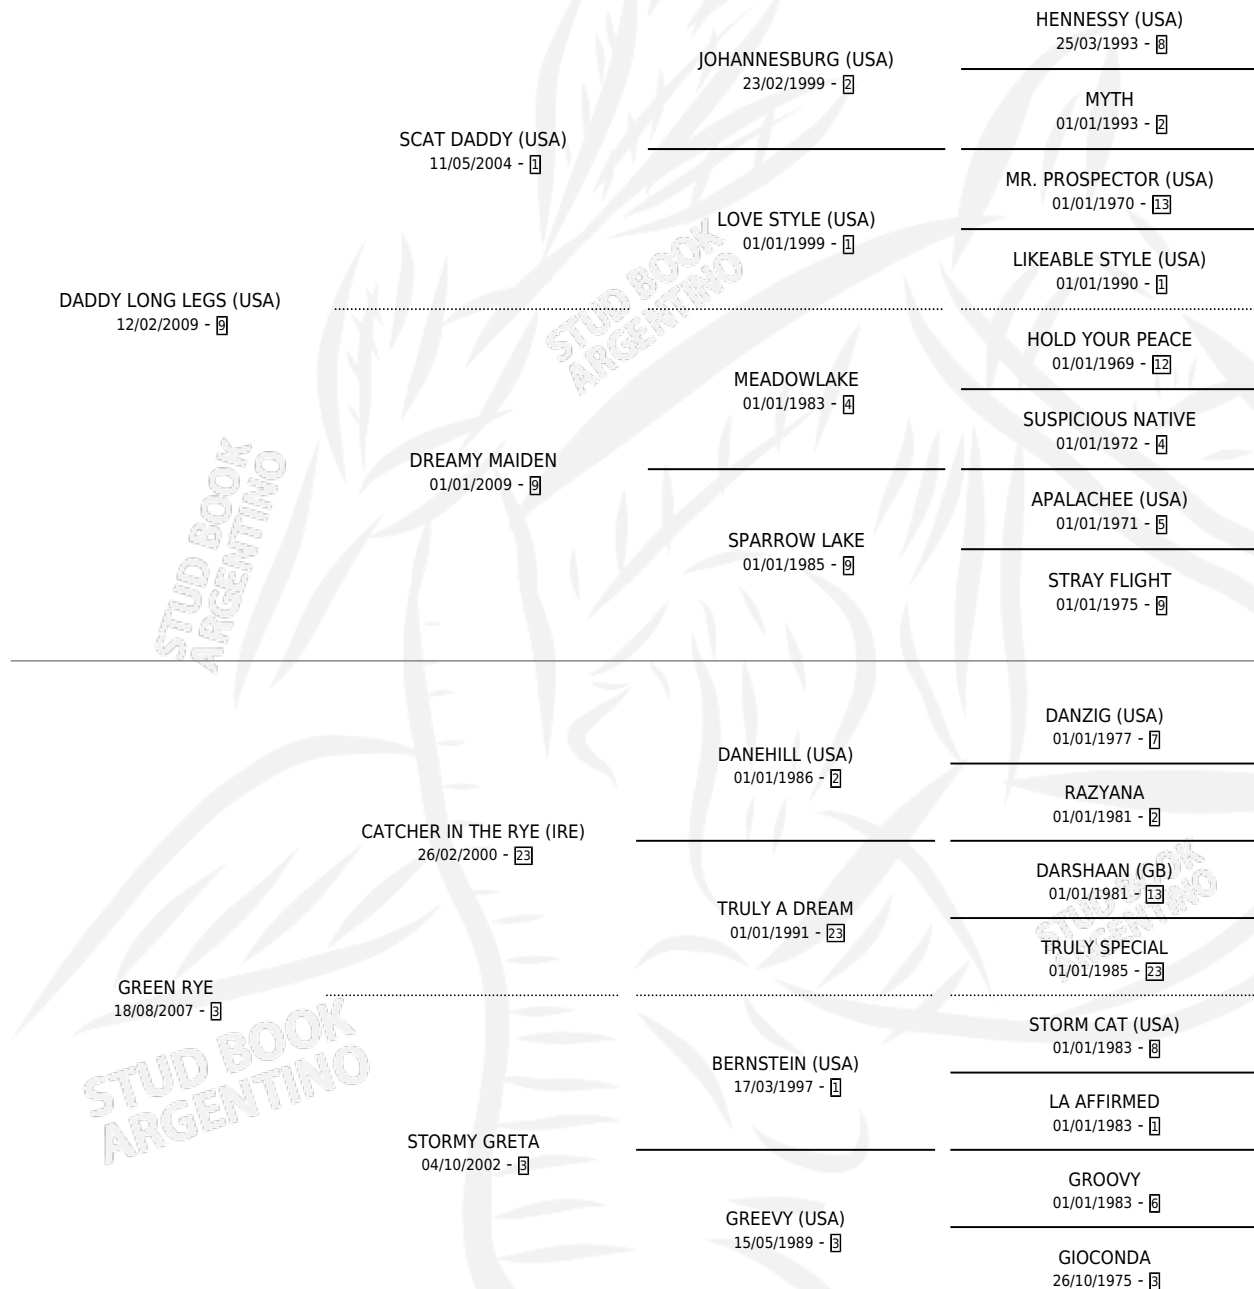 HENNESSY (USA)
25/03/1993 - 8
JOHANNESBURG (USA)
23/02/1999 - 2
MYTH
01/01/1993 - 2
SCAT DADDY (USA)
11/05/2004 - 1
MR. PROSPECTOR (USA)
01/01/1970 - 13
LOVE STYLE (USA)
01/01/1999 - 1
LIKEABLE STYLE (USA)
01/01/1990 - 1
DADDY LONG LEGS (USA)
12/02/2009 - 9
HOLD YOUR PEACE
01/01/1969 - 12
MEADOWLAKE
01/01/1983 - 4
SUSPICIOUS NATIVE
01/01/1972 - 4
DREAMY MAIDEN
01/01/2009 - 9
APALACHEE (USA)
01/01/1971 - 5
SPARROW LAKE
01/01/1985 - 9
STRAY FLIGHT
01/01/1975 - 9
DANZIG (USA)
01/01/1977 - 7
DANEHILL (USA)
01/01/1986 - 2
RAZYANA
01/01/1981 - 2
CATCHER IN THE RYE (IRE)
26/02/2000 - 23
DARSHAAN (GB)
01/01/1981 - 13
TRULY A DREAM
01/01/1991 - 23
TRULY SPECIAL
01/01/1985 - 23
GREEN RYE
18/08/2007 - 3
STORM CAT (USA)
01/01/1983 - 8
BERNSTEIN (USA)
17/03/1997 - 1
LA AFFIRMED
01/01/1983 - 1
STORMY GRETA
04/10/2002 - 3
GROOVY
01/01/1983 - 6
GREEVY (USA)
15/05/1989 - 3
GIOCONDA
26/10/1975 - 3
STUD BOOK
ARGENTINO
STUD BOOK
ARGENTINO
STUD BOOK
ARGENTINO
STUD BOOK
ARGENTINO